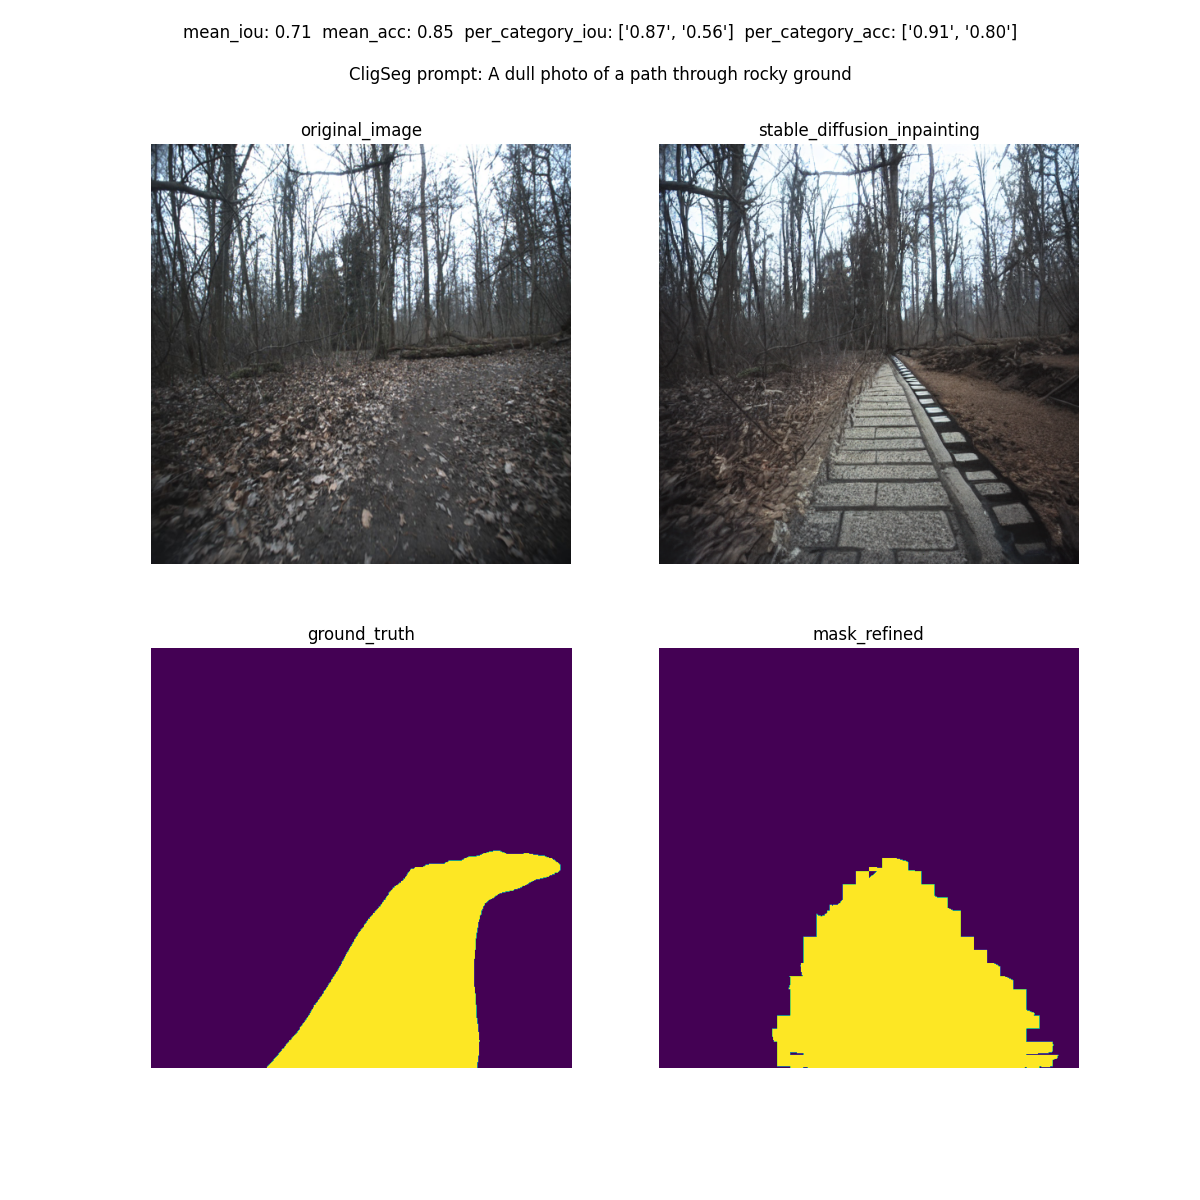 mean_iou: 0.71  mean_acc: 0.85  per_category_iou: ['0.87', '0.56']  per_category_acc: ['0.91', '0.80']
CligSeg prompt: A dull photo of a path through rocky ground
original_image
stable_diffusion_inpainting
ground_truth
mask_refined